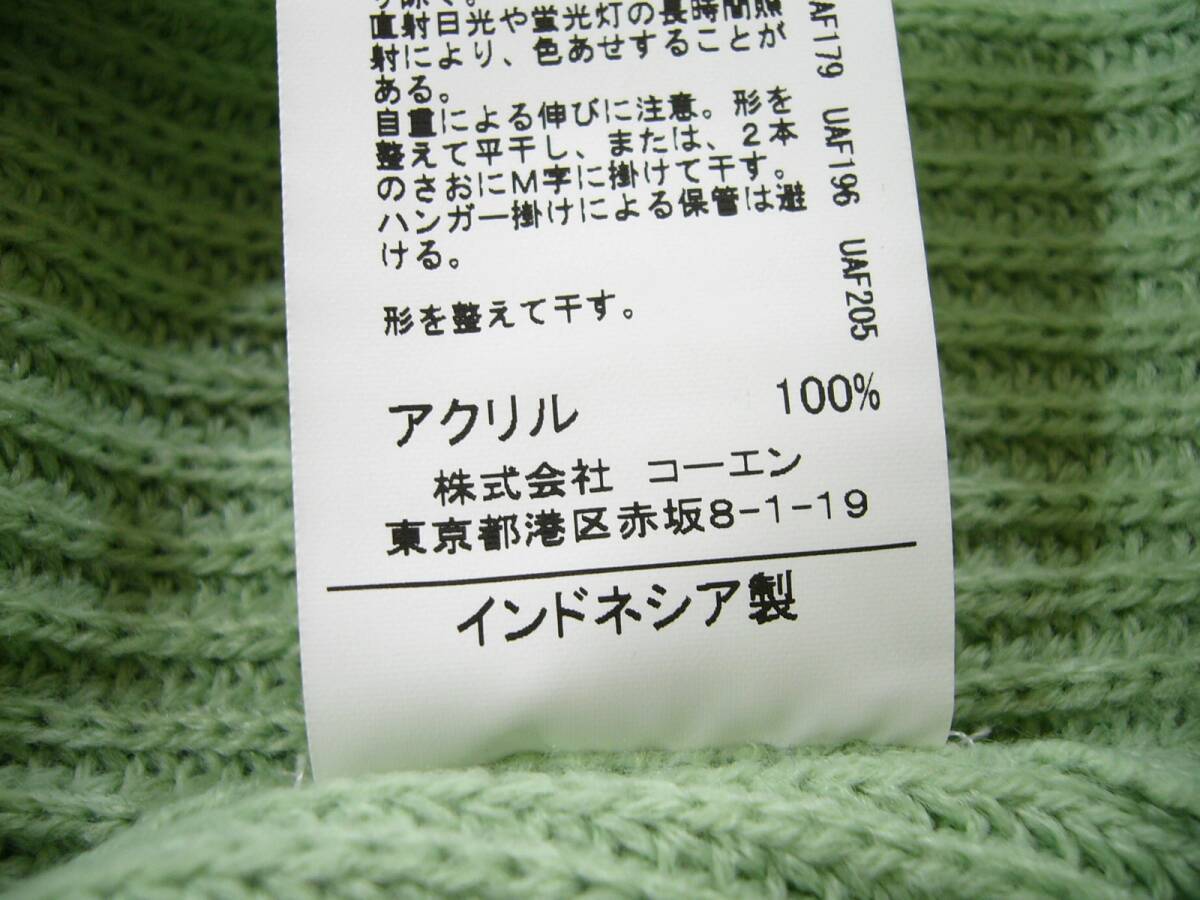 直射日光や蛍光灯の長時間照
射により、色あせすることが
ある。
自重による伸びに注意。形を
整えて平干し、または、2本
のさおにM字に掛けて干す。
ハンガー掛けによる保管は避
ける。
形を整えて干す。
アクリル 100%
株式会社 コーエン
東京都港区赤坂8-1-19
インドネシア製
UAF179 UAF196 UAF205